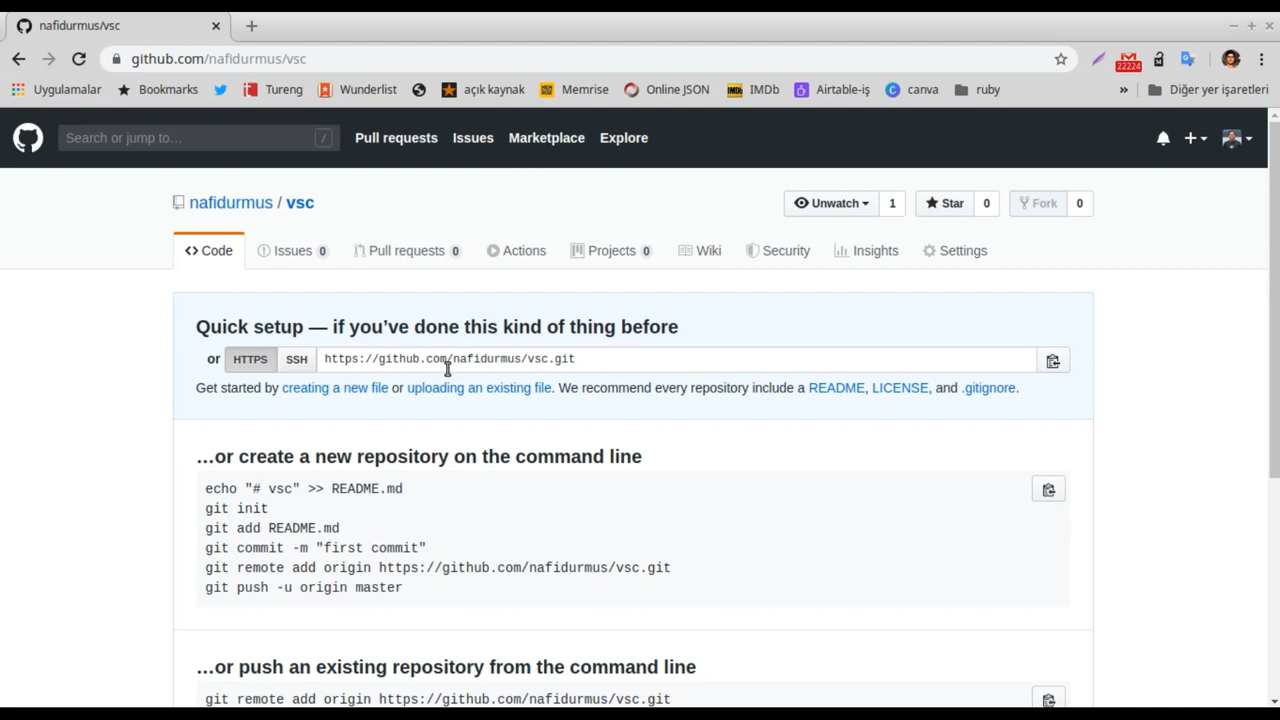 nafidurmus/vsc
github.com/nafidurmus/vsc
22224
Uygulamalar Bookmarks Tureng Wunderlist açık kaynak Memrise Online JSON IMDb IMDb Airtable-iş C canva ruby » Diğer yer işaretleri
Search or jump to… / Pull requests Issues Marketplace Explore
nafidurmus / vsc Unwatch 1 Star 0 Fork 0
Code Issues 0 Pull requests 0 Actions Projects 0 Wiki Security Insights Settings
Quick setup — if you’ve done this kind of thing before
or HTTPS SSH https://github.com/nafidurmus/vsc.git
Get started by creating a new file or uploading an existing file. We recommend every repository include a README, LICENSE, and .gitignore.
…or create a new repository on the command line
echo "# vsc" >> README.md
git init
git add README.md
git commit -m "first commit"
git remote add origin https://github.com/nafidurmus/vsc.git
git push -u origin master
…or push an existing repository from the command line
git remote add origin https://github.com/nafidurmus/vsc.git